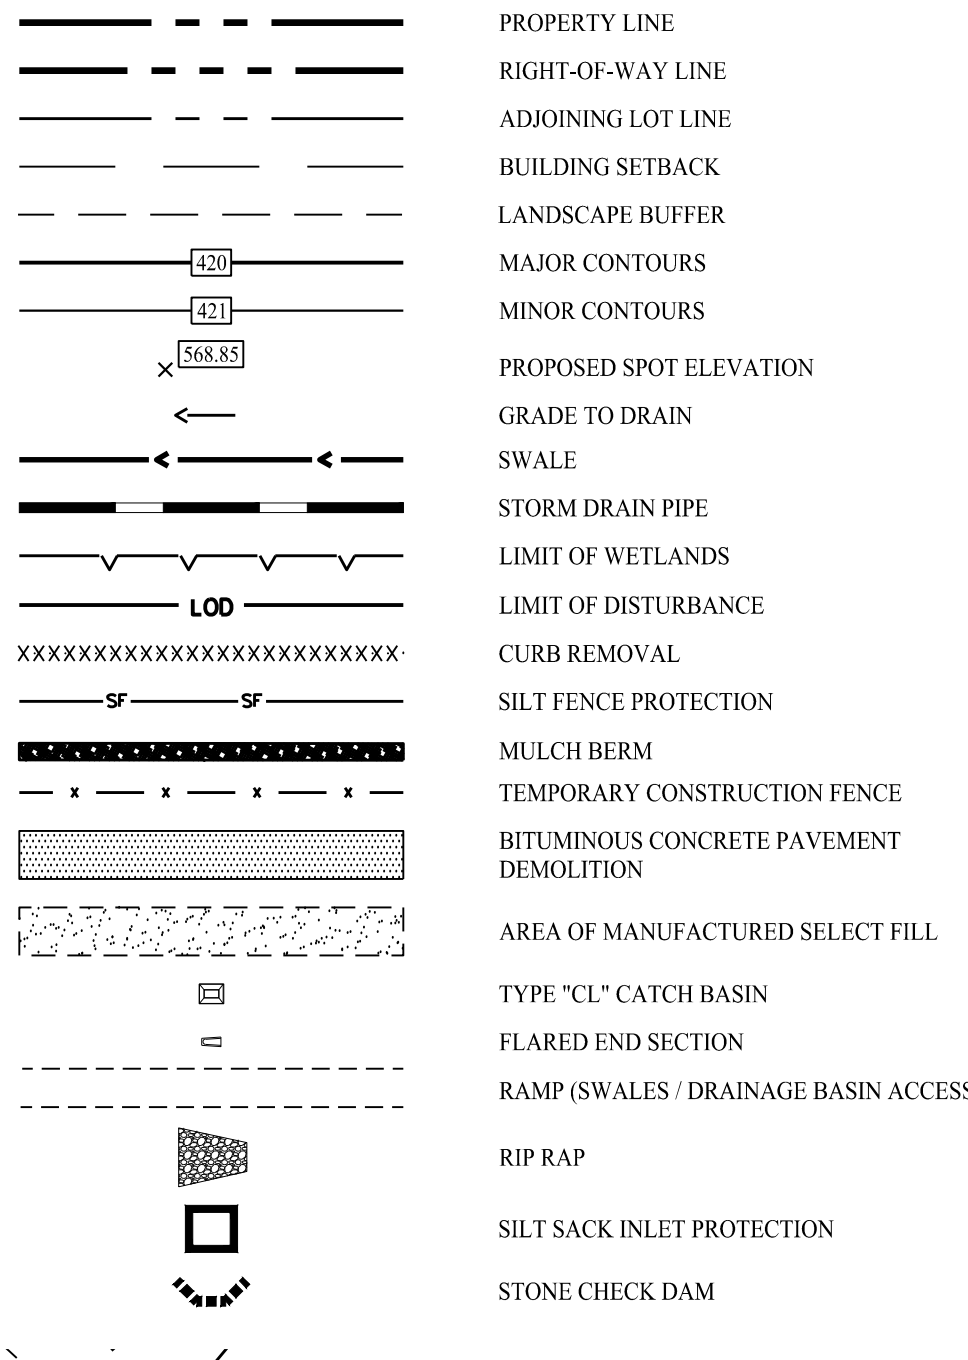 PROPERTY LINE
RIGHT-OF-WAY LINE
ADJOINING LOT LINE
BUILDING SETBACK
LANDSCAPE BUFFER
420 MAJOR CONTOURS
421 MINOR CONTOURS
568.85
PROPOSED SPOT ELEVATION
GRADE TO DRAIN
SWALE
STORM DRAIN PIPE
LIMIT OF WETLANDS
LOD LIMIT OF DISTURBANCE
XXXXXXXXXXXXXXXXXXXXXXXXX CURB REMOVAL
SF SF SILT FENCE PROTECTION
MULCH BERM
x x x x TEMPORARY CONSTRUCTION FENCE
BITUMINOUS CONCRETE PAVEMENT
DEMOLITION
AREA OF MANUFACTURED SELECT FILL
TYPE "CL" CATCH BASIN
FLARED END SECTION
RAMP (SWALES / DRAINAGE BASIN ACCESS
RIP RAP
SILT SACK INLET PROTECTION
STONE CHECK DAM